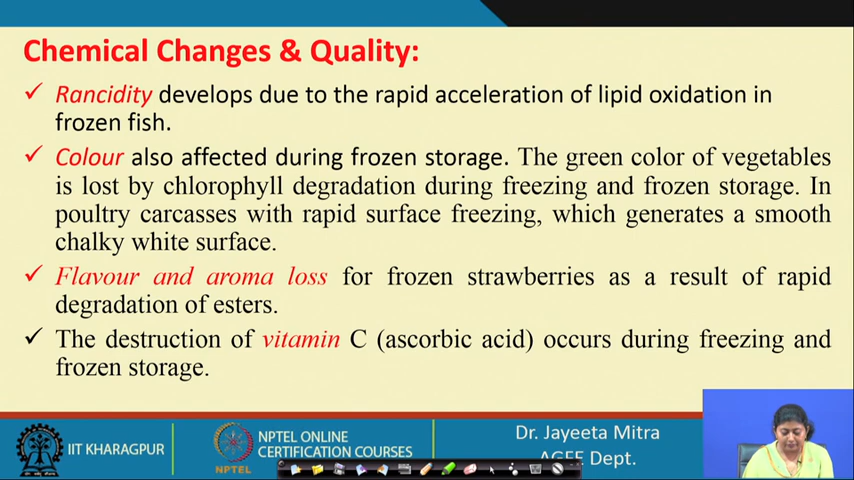 Chemical Changes & Quality:
✓ Rancidity develops due to the rapid acceleration of lipid oxidation in
frozen fish.
✓ Colour also affected during frozen storage. The green color of vegetables
is lost by chlorophyll degradation during freezing and frozen storage. In
poultry carcasses with rapid surface freezing, which generates a smooth
chalky white surface.
✓ Flavour and aroma loss for frozen strawberries as a result of rapid
degradation of esters.
✓ The destruction of vitamin C (ascorbic acid) occurs during freezing and
frozen storage.
IIT KHARAGPUR
NPTEL
NPTEL ONLINE
CERTIFICATION COURSES
Dr. Jayeeta Mitra
AGFE Dept.